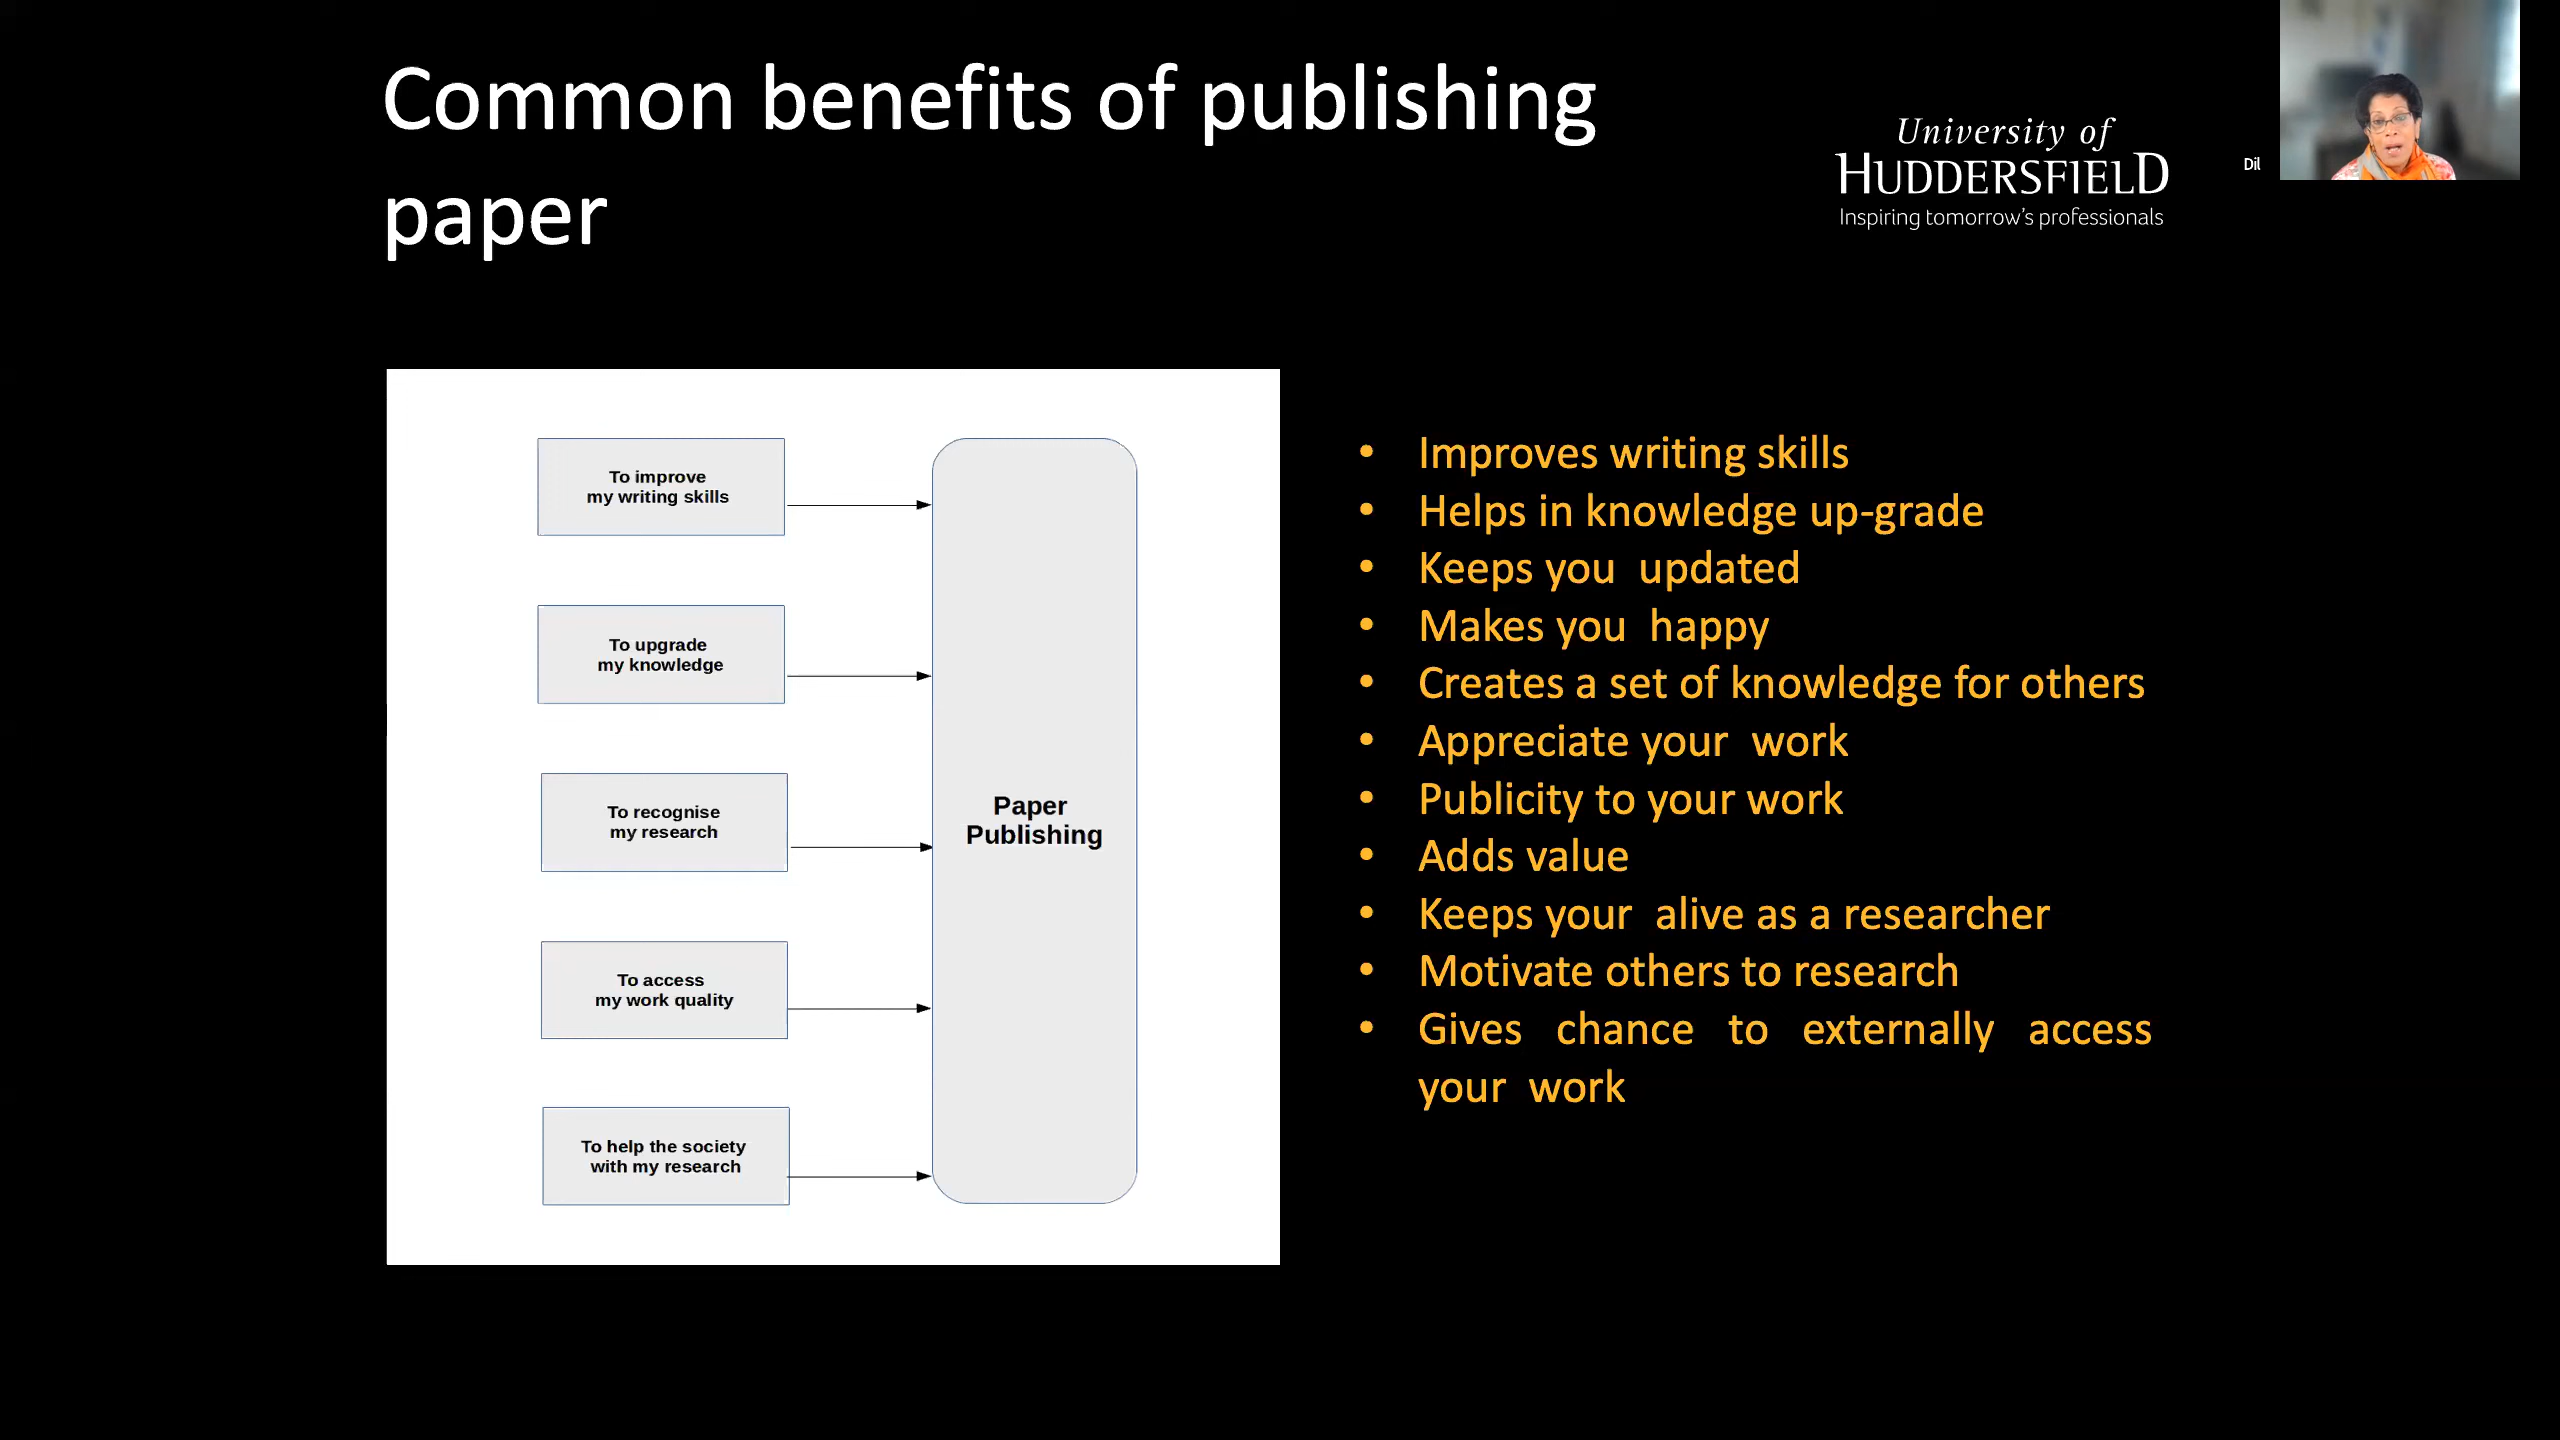 Common benefits of publishing
paper
University of
HUDDERSFIELD
Inspiring tomorrow's professionals
Dil
To improve
my writing skills
To upgrade
my knowledge
To recognise
my research
To access
my work quality
To help the society
with my research
Paper
Publishing
• Improves writing skills
• Helps in knowledge up-grade
• Keeps you  updated
• Makes you  happy
• Creates a set of knowledge for others
• Appreciate your  work
• Publicity to your work
• Adds value
• Keeps your  alive as a researcher
• Motivate others to research
• Gives chance to externally access
your  work